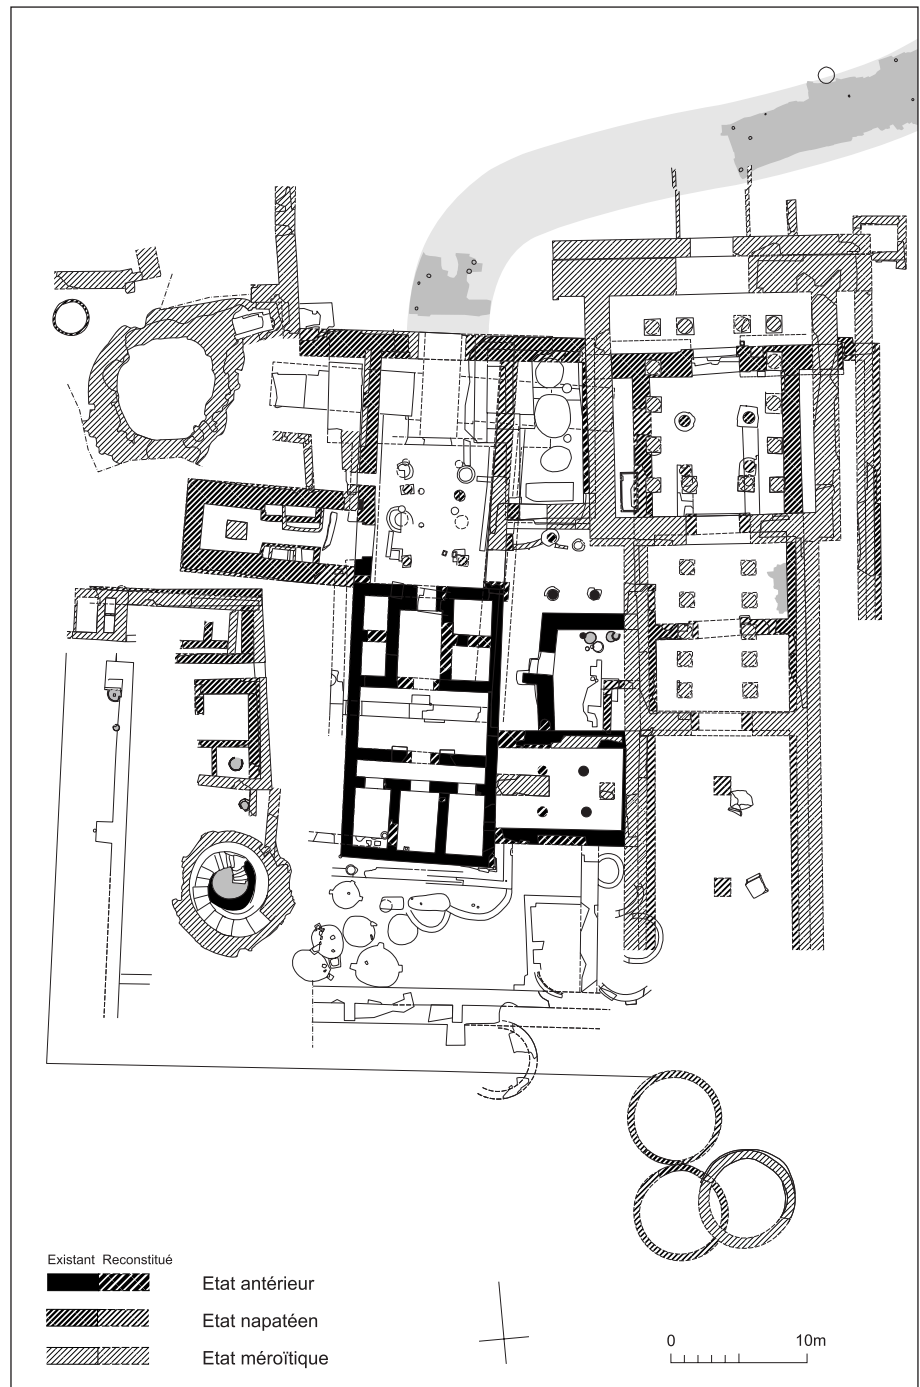 Existant Reconstitué
Etat antérieur
Etat napatéen
Etat méroïtique
0 10m